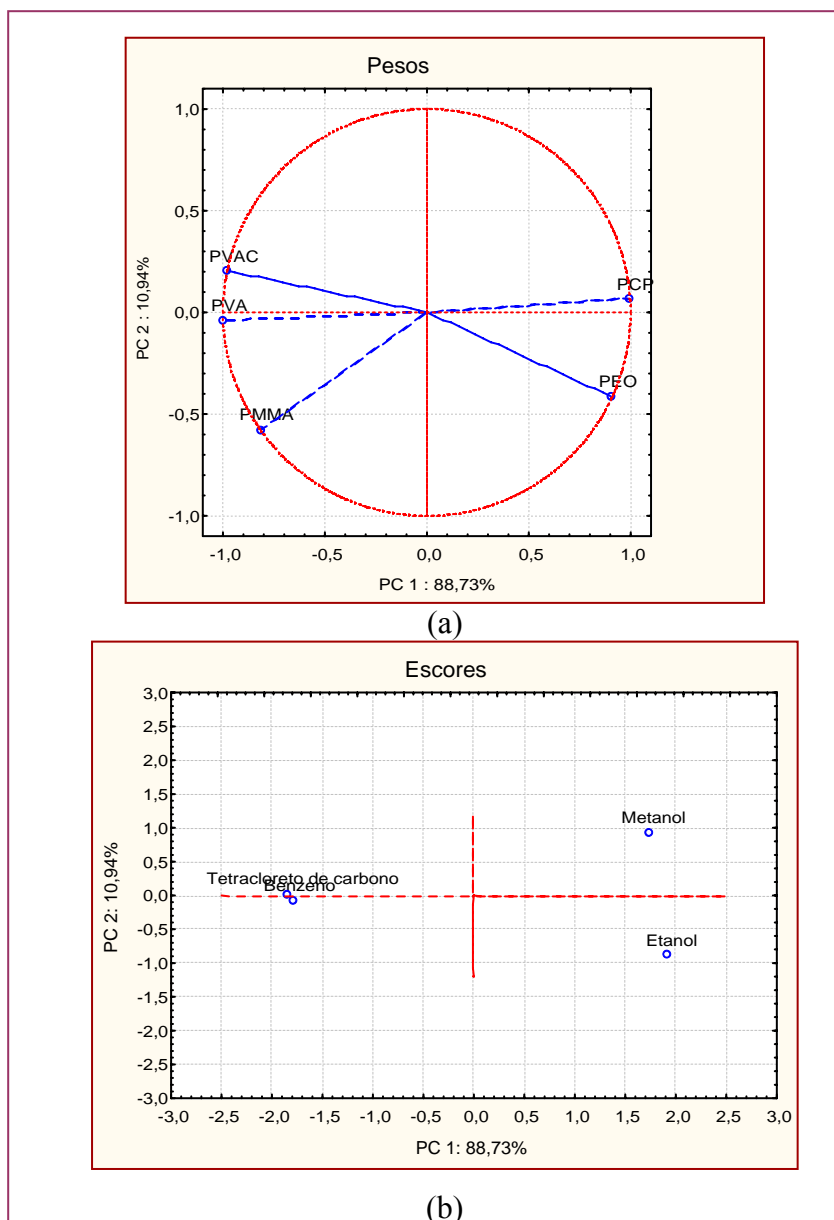 Pesos
1,0
0,5
0,0
-0,5
-1,0
PC 2 : 10,94%
PVAC
PVA
PMMA
PCP
PEO
-1,0 -0,5 0,0 0,5 1,0
PC 1 : 88,73%
(a)
Escores
3,0
2,5
2,0
1,5
1,0
0,5
0,0
-0,5
-1,0
-1,5
-2,0
-2,5
-3,0
PC 2: 10,94%
Metanol
Tetracloreto de carbono
Benzeno
Etanol
-3,0 -2,5 -2,0 -1,5 -1,0 -0,5 0,0 0,5 1,0 1,5 2,0 2,5 3,0
PC 1: 88,73%
(b)